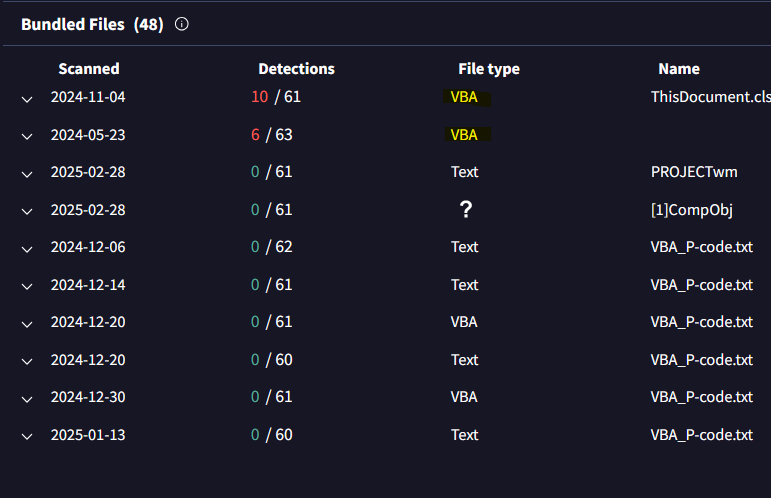 Bundled Files (48)
Scanned Detections File type Name
2024-11-04 10 / 61 VBA ThisDocument.cls
2024-05-23 6 / 63 VBA
2025-02-28 0 / 61 Text PROJECTwm
2025-02-28 0 / 61 ? [1]CompObj
2024-12-06 0 / 62 Text VBA_P-code.txt
2024-12-14 0 / 61 Text VBA_P-code.txt
2024-12-20 0 / 61 VBA VBA_P-code.txt
2024-12-20 0 / 60 Text VBA_P-code.txt
2024-12-30 0 / 61 VBA VBA_P-code.txt
2025-01-13 0 / 60 Text VBA_P-code.txt